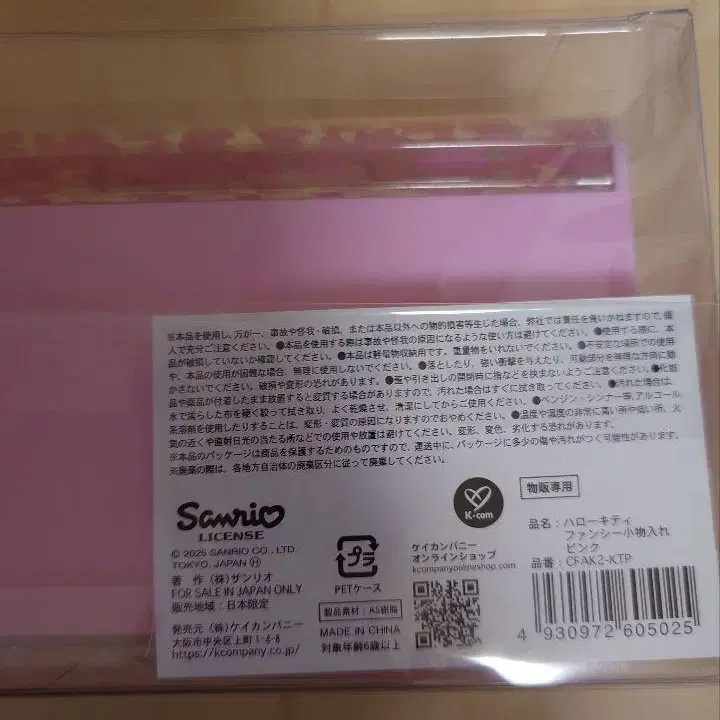 ※本品を使用し、万が一、事故や怪我・破損、または本品以外への物的損害等生じた場合、弊社では責任を負いかねますので、個
人で充分ご注意ください。●本品を使用する際は事故や怪我の原因になるような使い方は避けてください。●使用する際に、本
品が破損していないか確認してください。●本品は軽量物収納用です。重量物をいれないでください。●不安定な場所での使用
や、本品の使用が困難な場合、無理に使用しないでください。●落としたり、強い衝撃を与えたり、可動部分を無理な方向に動
かさないでください。破損や変形の恐れがあります。●蓋や引き出しの開閉時に指などを挟まないようご注意ください。●化粧
品や薬品が付着したまま放置すると変質する場合がありますので、汚れた場合はすぐに拭き取ってください。●汚れた場合は、
水で濡らした布を硬く絞って拭き取り、よく乾燥させ、清潔にしてからご使用ください。●ベンジン・シンナー等、アルコール
系溶剤を使用したりすることは、変形・変質の原因になりますのでおやめください。●温度や湿度の非常に高い所や低い所、火
気の近くや直射日光の当たる所などでの使用や放置は避けてください。変形、変色、劣化する恐れがあります。
※本品のパッケージは商品を保護するためのものですので、運送中に、パッケージに多少の傷や汚れがつく可能性があります。
※廃棄の際は、各地方自治体の廃棄区分に従って廃棄してください。
Sanrio
LICENSE
© 2025 SANRIO CO., LTD.
TOKYO, JAPAN Ⓗ
著 作 (株)サンリオ
FOR SALE IN JAPAN ONLY
販売地域：日本限定
発売元 (株)ケイカンパニー
大阪市中央区上町 1-4-8
https://kcompany.co.jp/
プラ
PETケース
製品素材：AS樹脂
MADE IN CHINA
対象年齢6歳以上
K·com
ケイカンパニー
オンラインショップ
kcompanyonlineshop.com
物販専用
品名：ハローキティ
ファンシー小物入れ
ピンク
品番：CFAK2-KTP
4 930972 605025